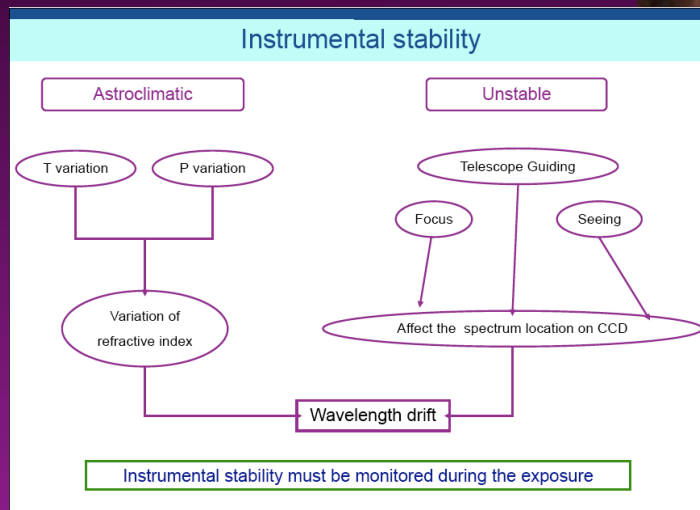 Instrumental stability
Astroclimatic
Unstable
T variation
P variation
Telescope Guiding
Focus
Seeing
Variation of
refractive index
Affect the spectrum location on CCD
Wavelength drift
Instrumental stability must be monitored during the exposure